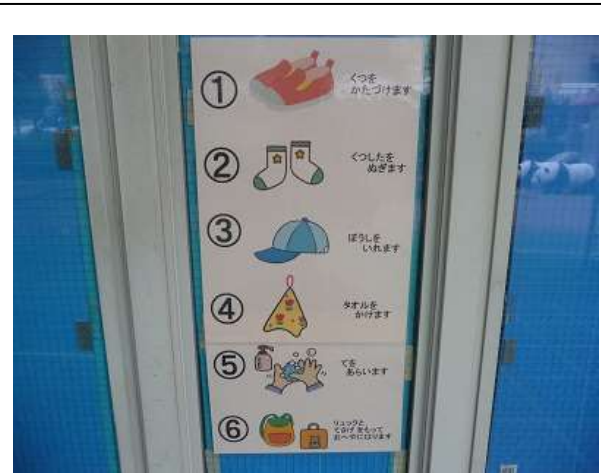 ① くつを
かたづけます
② くつしたを
ぬぎます
③ ぼうしを
いれます
④ タオルを
かけます
⑤ てを
あらいます
⑥ リュックと
てさげ をもって
おへやにはいります